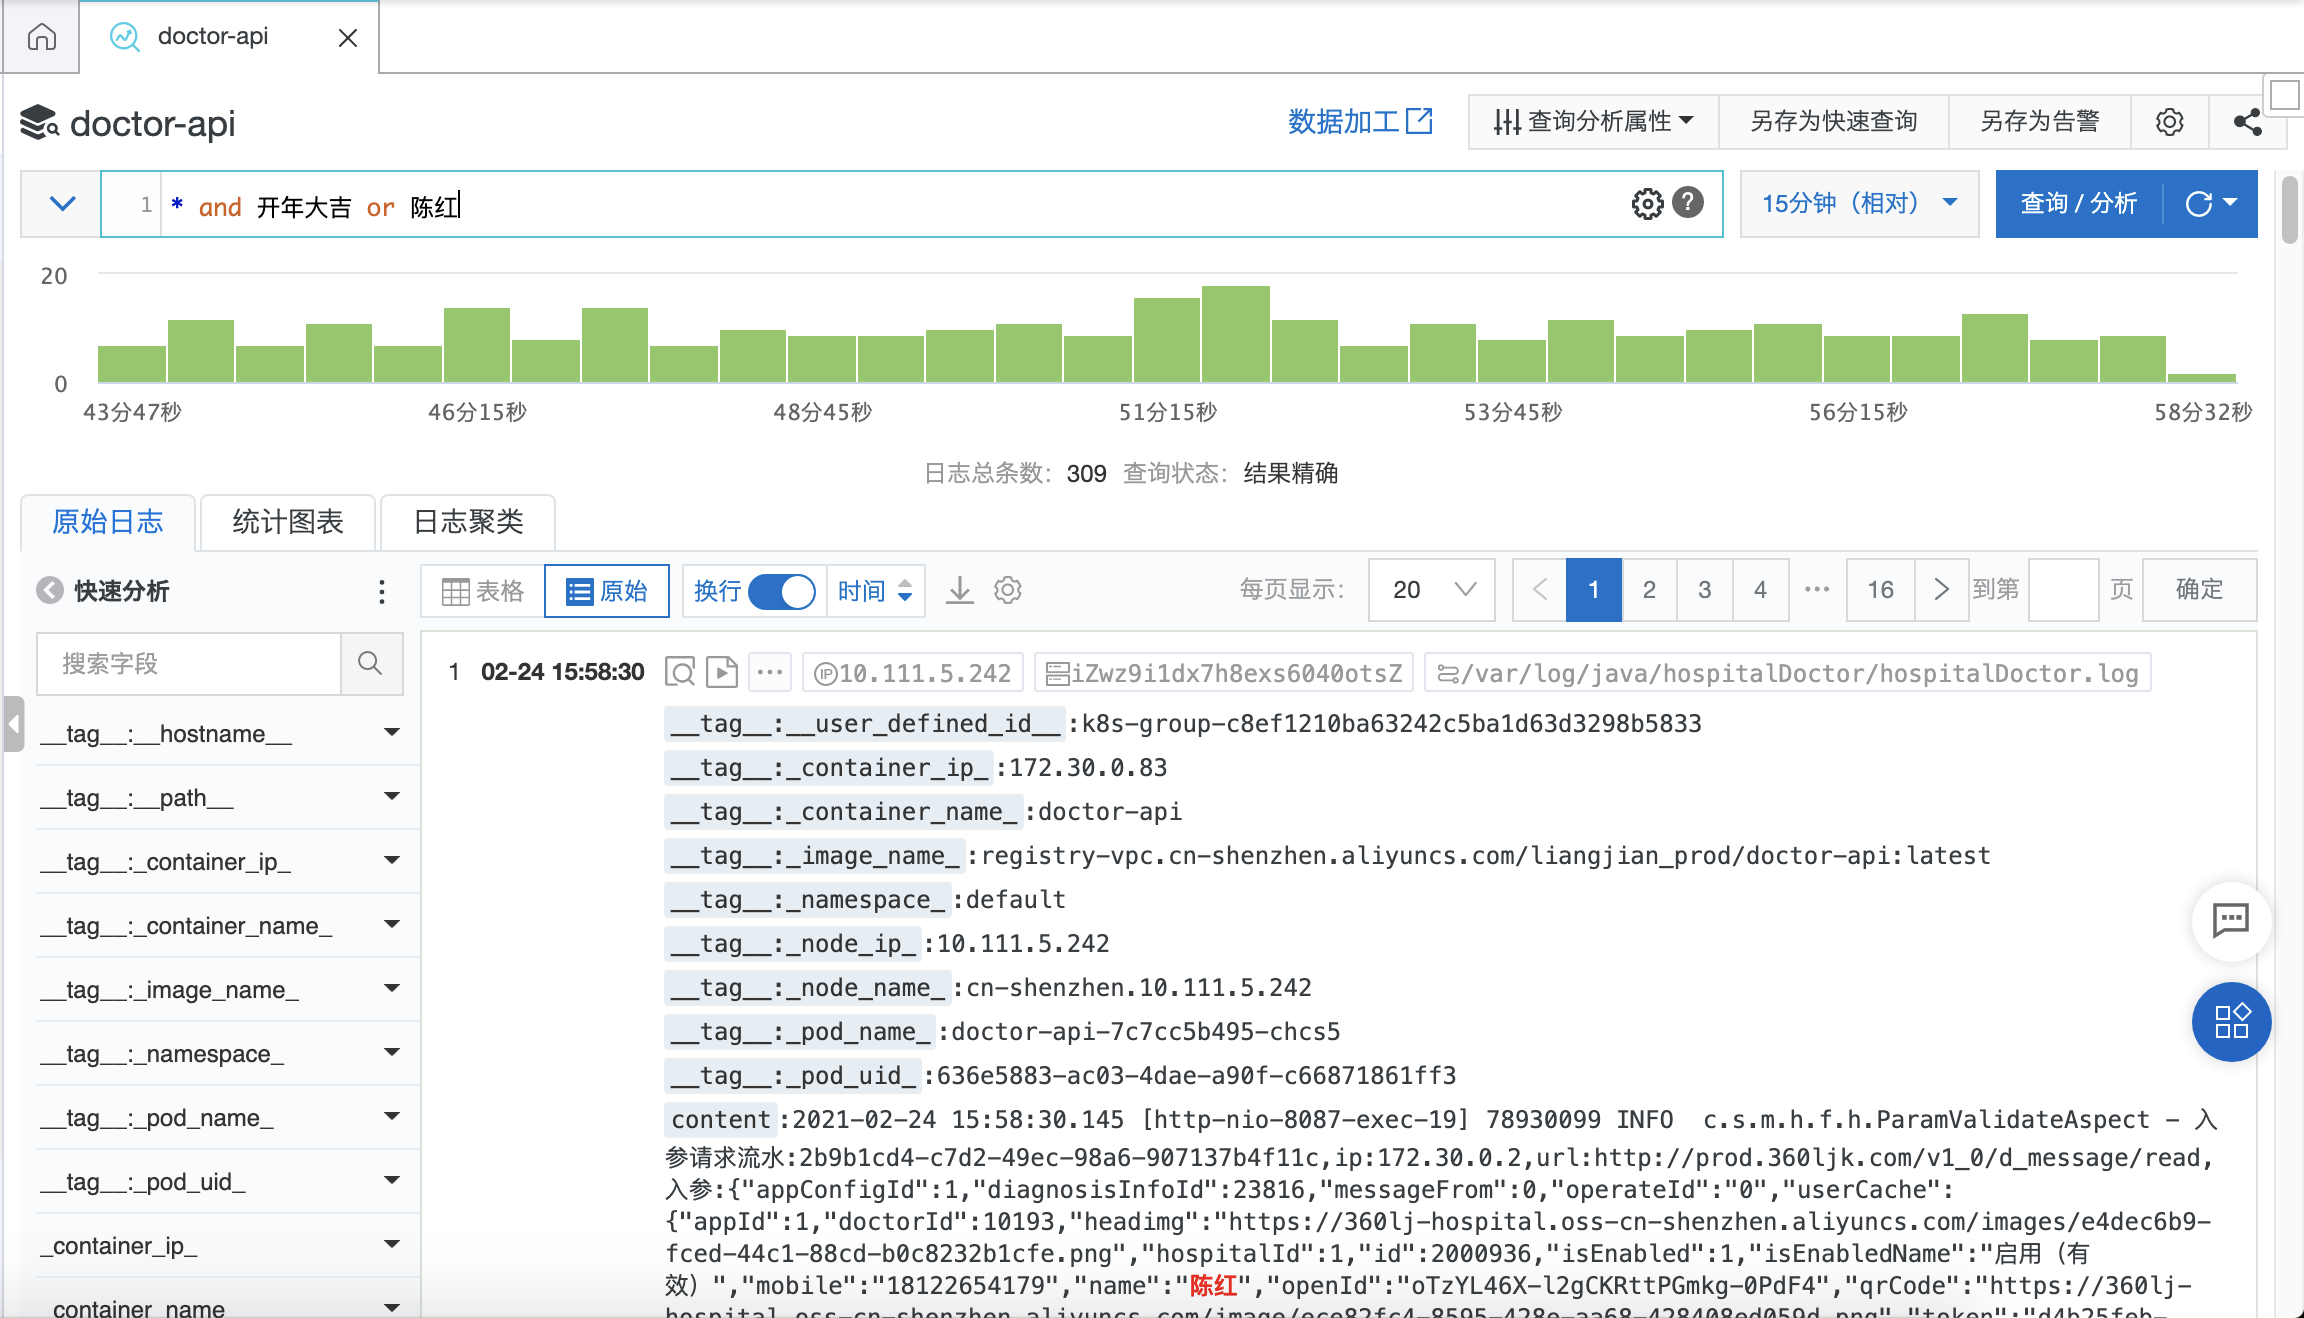 doctor-api
doctor-api
数据加工 查询分析属性 另存为快速查询 另存为告警
1 * and 开年大吉 or 陈红
15分钟（相对） 查询 / 分析
20
0
43分47秒 46分15秒 48分45秒 51分15秒 53分45秒 56分15秒 58分32秒
日志总条数: 309 查询状态: 结果精确
原始日志 统计图表 日志聚类
快速分析
表格 原始 换行 时间 每页显示: 20 1 2 3 4 ... 16 到第 页 确定
搜索字段
__tag__:__hostname__
__tag__:__path__
__tag__:_container_ip_
__tag__:_container_name_
__tag__:_image_name_
__tag__:_namespace_
__tag__:_pod_name_
__tag__:_pod_uid_
_container_ip_
container_name
1 02-24 15:58:30 ... IP 10.111.5.242 iZwz9i1dx7h8exs6040otsZ /var/log/java/hospitalDoctor/hospitalDoctor.log
__tag__:__user_defined_id__:k8s-group-c8ef1210ba63242c5ba1d63d3298b5833
__tag__:_container_ip_:172.30.0.83
__tag__:_container_name_:doctor-api
__tag__:_image_name_:registry-vpc.cn-shenzhen.aliyuncs.com/liangjian_prod/doctor-api:latest
__tag__:_namespace_:default
__tag__:_node_ip_:10.111.5.242
__tag__:_node_name_:cn-shenzhen.10.111.5.242
__tag__:_pod_name_:doctor-api-7c7cc5b495-chcs5
__tag__:_pod_uid_:636e5883-ac03-4dae-a90f-c66871861ff3
content:2021-02-24 15:58:30.145 [http-nio-8087-exec-19] 78930099 INFO  c.s.m.h.f.h.ParamValidateAspect - 入
参请求流水:2b9b1cd4-c7d2-49ec-98a6-907137b4f11c,ip:172.30.0.2,url:http://prod.360ljk.com/v1_0/d_message/read,
入参:{"appConfigId":1,"diagnosisInfoId":23816,"messageFrom":0,"operateId":"0","userCache":
{"appId":1,"doctorId":10193,"headimg":"https://360lj-hospital.oss-cn-shenzhen.aliyuncs.com/images/e4dec6b9-
fced-44c1-88cd-b0c8232b1cfe.png","hospitalId":1,"id":2000936,"isEnabled":1,"isEnabledName":"启用（有
效）","mobile":"18122654179","name":"陈红","openId":"oTzYL46X-l2gCKRttPGmkg-0PdF4","qrCode":"https://360lj-
hospital.oss-cn-shenzhen.aliyuncs.com/image/ece82fc4-8595-428e-aa68-428408ed059d.png","token":"d4b25feb-